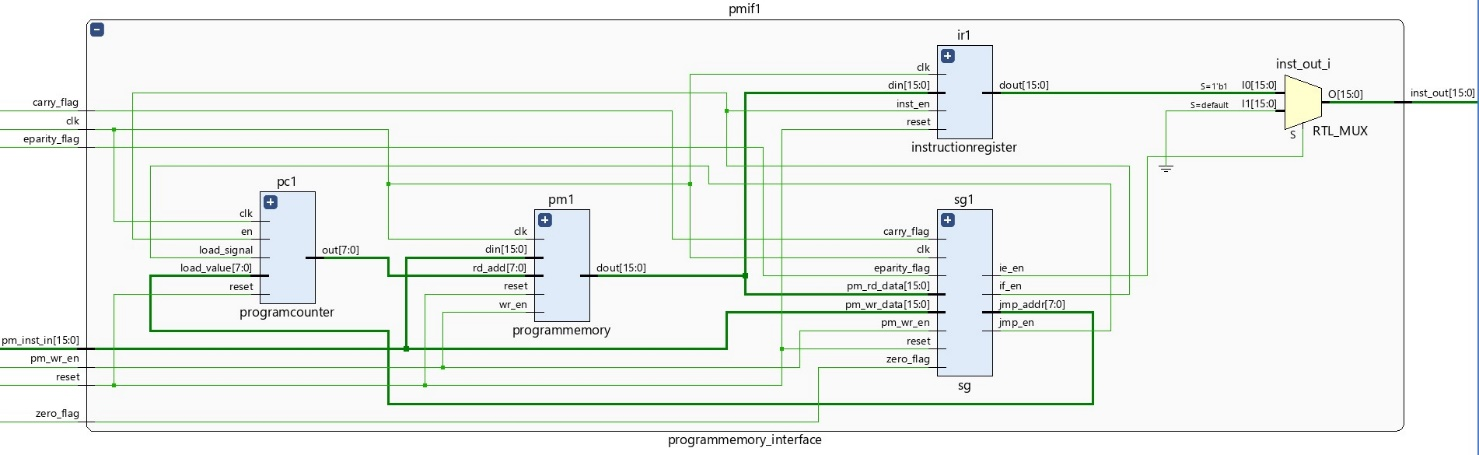 pmif1
ir1
clk
din[15:0]
dout[15:0]
inst_en
reset
instructionregister
inst_out_i
S=1'b1
I0[15:0]
S=default
I1[15:0]
O[15:0]
inst_out[15:0]
S
RTL_MUX
carry_flag
clk
eparity_flag
pc1
clk
en
load_signal
out[7:0]
load_value[7:0]
reset
programcounter
pm1
clk
din[15:0]
rd_add[7:0]
dout[15:0]
reset
wr_en
programmemory
sg1
carry_flag
clk
eparity_flag
ie_en
pm_rd_data[15:0]
if_en
pm_wr_data[15:0]
jmp_addr[7:0]
pm_wr_en
jmp_en
reset
zero_flag
sg
pm_inst_in[15:0]
pm_wr_en
reset
zero_flag
programmemory_interface